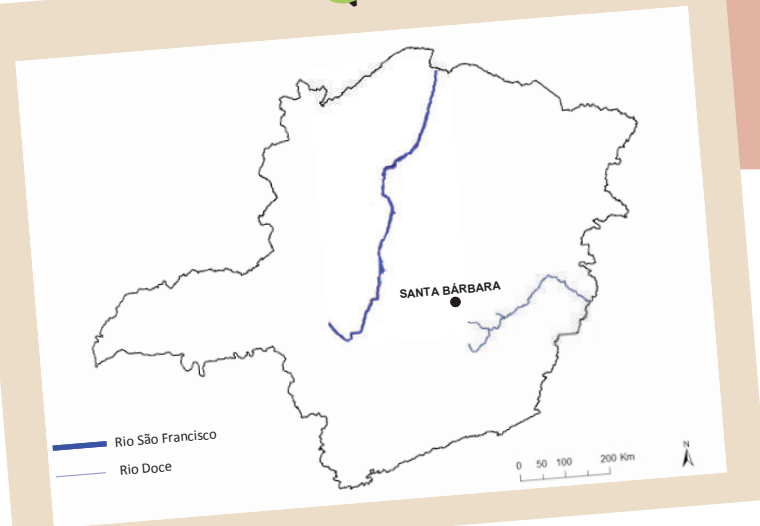 SANTA BÁRBARA
Rio São Francisco
Rio Doce
0 50 100 200 Km
N